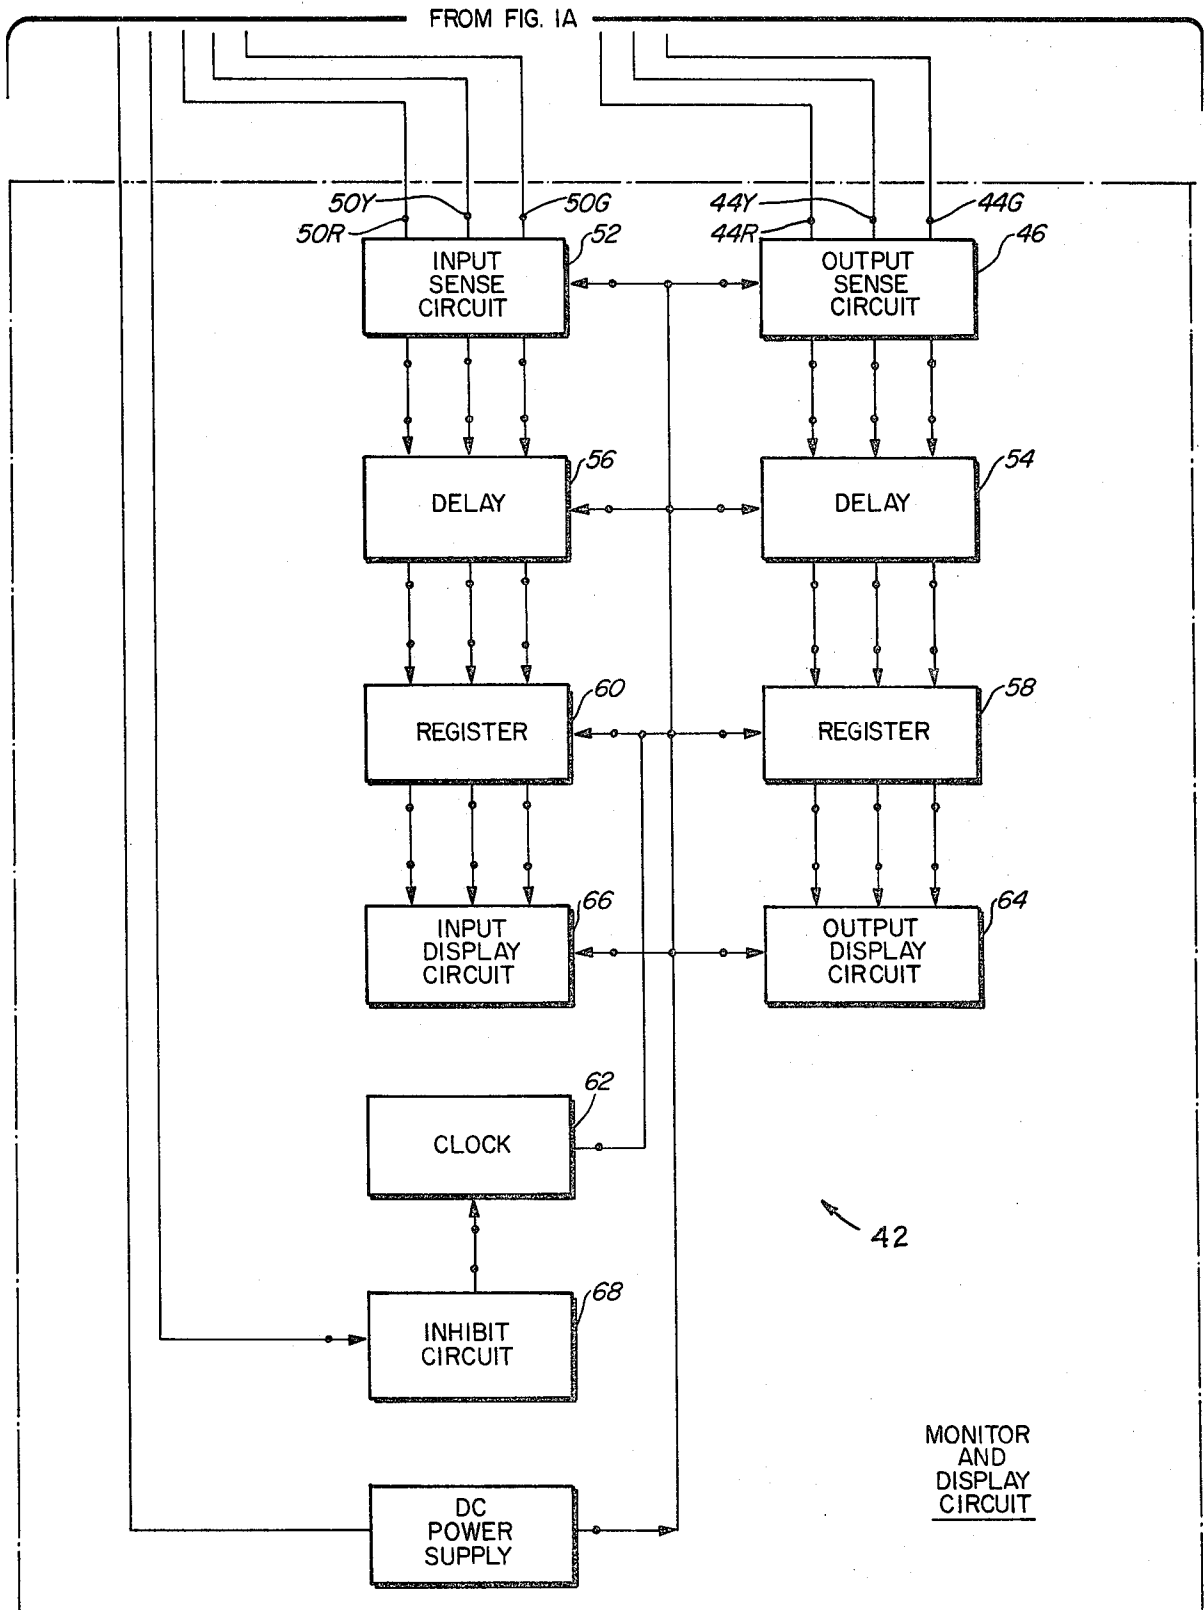 FROM FIG. 1A
50R
50Y
50G
52
44R
44Y
44G
46
INPUT
SENSE
CIRCUIT
OUTPUT
SENSE
CIRCUIT
56
DELAY
54
DELAY
60
REGISTER
58
REGISTER
66
INPUT
DISPLAY
CIRCUIT
64
OUTPUT
DISPLAY
CIRCUIT
62
CLOCK
42
68
INHIBIT
CIRCUIT
DC
POWER
SUPPLY
MONITOR
AND
DISPLAY
CIRCUIT